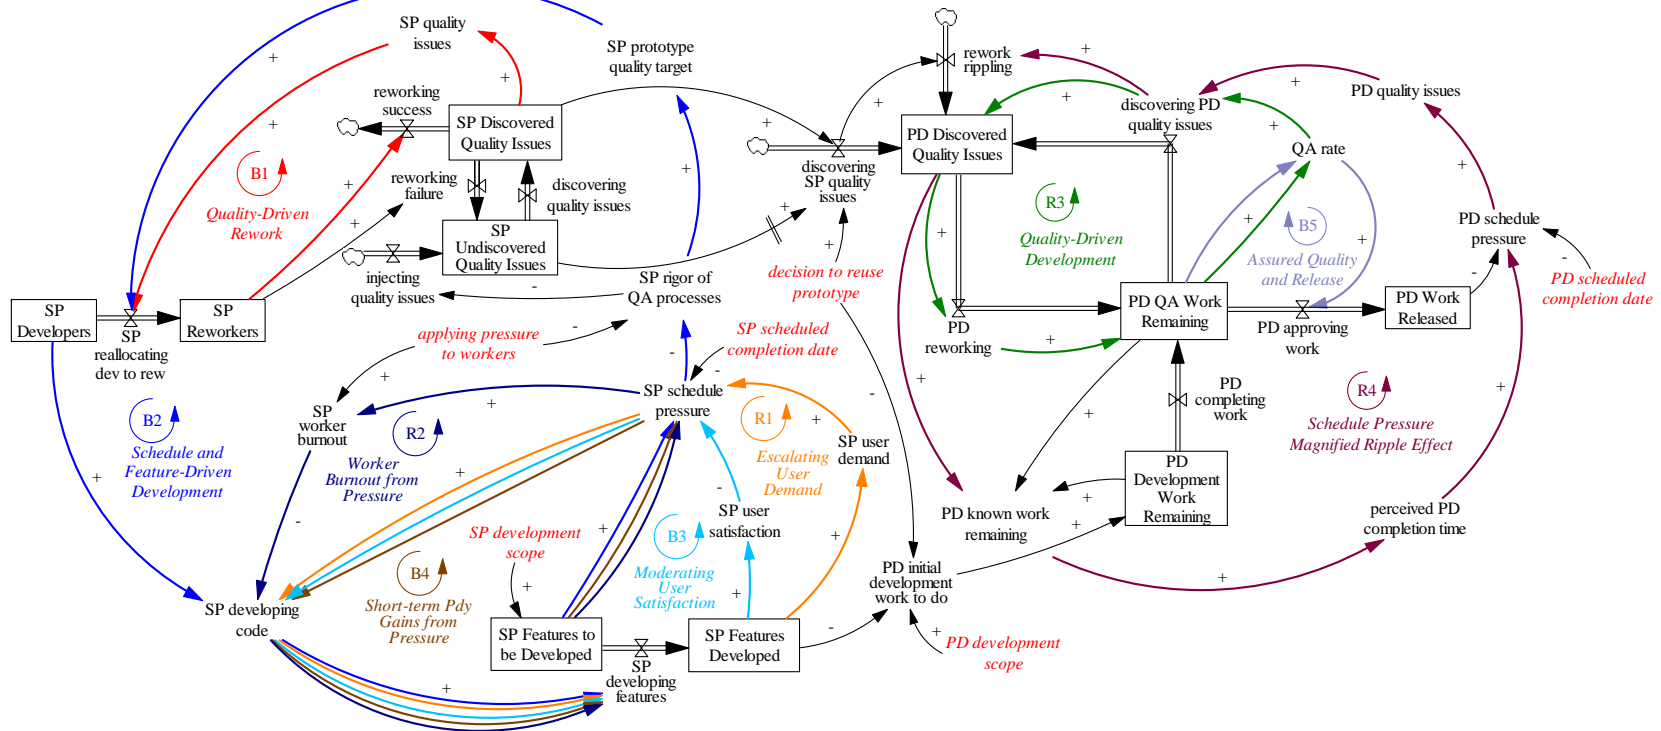 SP quality
issues
SP prototype
quality target
rework
rippling
reworking
success
SP Discovered
Quality Issues
PD Discovered
Quality Issues
discovering PD
quality issues
PD quality issues
QA rate
B1
Quality-Driven
Rework
reworking
failure
discovering
quality issues
discovering
SP quality
issues
R3
Quality-Driven
Development
B5
Assured Quality
and Release
PD schedule
pressure
PD scheduled
completion date
SP
Undiscovered
Quality Issues
injecting
quality issues
SP rigor of
QA processes
decision to reuse
prototype
SP
Developers
SP
reallocating
dev to rew
SP
Reworkers
applying pressure
to workers
SP scheduled
completion date
PD
reworking
PD QA Work
Remaining
PD approving
work
PD Work
Released
SP schedule
pressure
PD
completing
work
R4
Schedule Pressure
Magnified Ripple Effect
B2
Schedule and
Feature-Driven
Development
SP
worker
burnout
R2
Worker
Burnout from
Pressure
R1
Escalating
User
Demand
SP user
demand
PD
Development
Work
Remaining
SP user
satisfaction
PD known work
remaining
perceived PD
completion time
SP development
scope
B3
Moderating
User
Satisfaction
B4
Short-term Pdy
Gains from
Pressure
SP developing
code
PD initial
development
work to do
SP Features to
be Developed
SP
developing
features
SP Features
Developed
PD development
scope